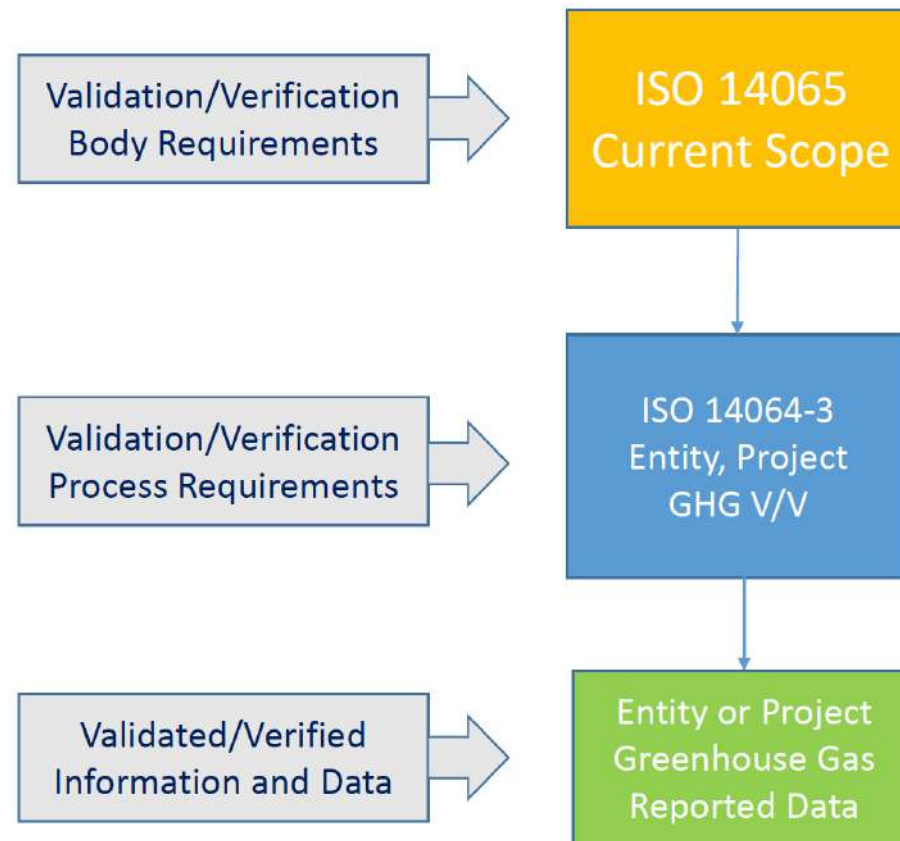 Validation/Verification
Body Requirements
ISO 14065
Current Scope
Validation/Verification
Process Requirements
ISO 14064-3
Entity, Project
GHG V/V
Validated/Verified
Information and Data
Entity or Project
Greenhouse Gas
Reported Data